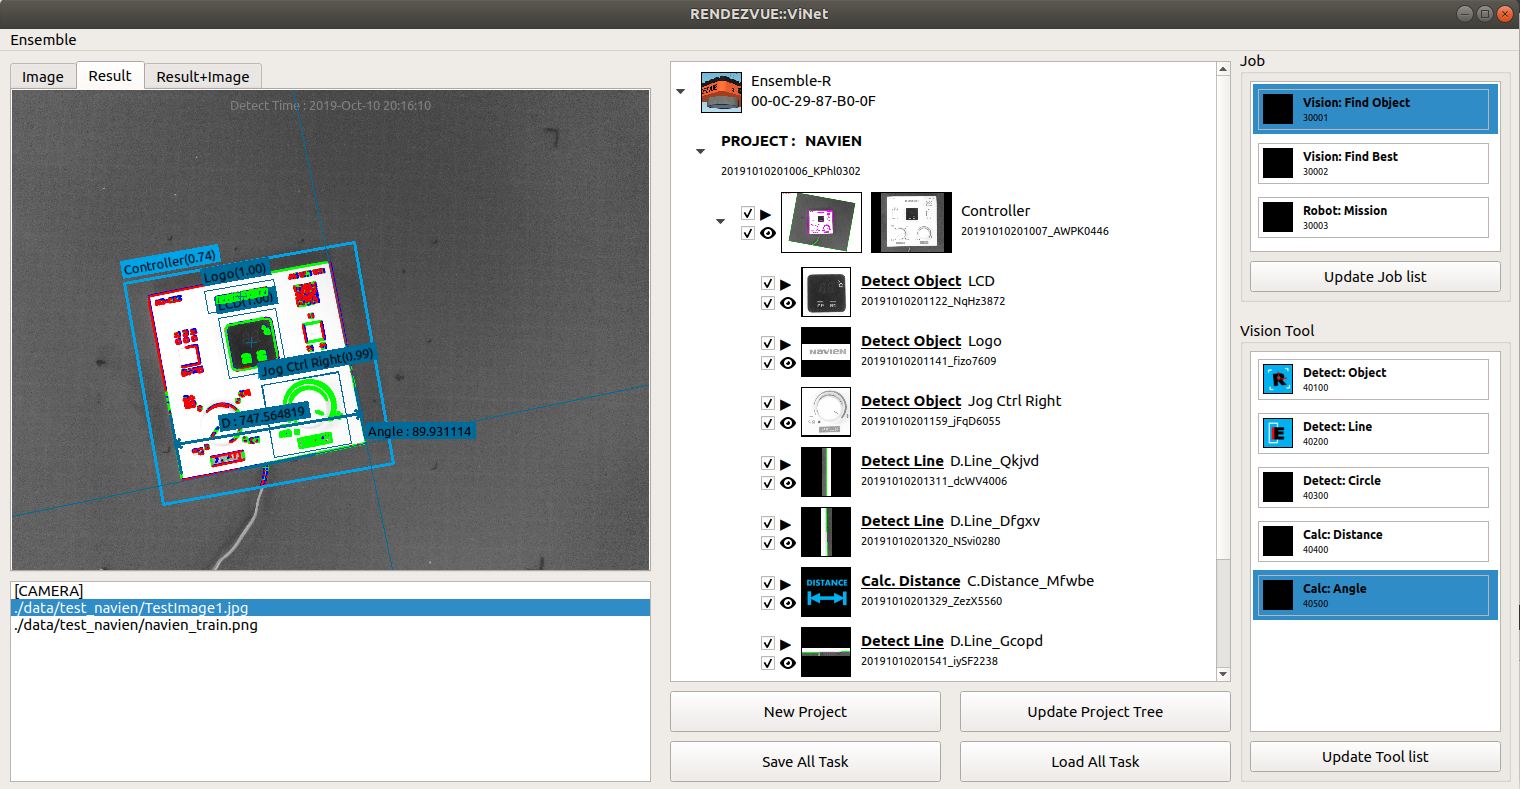 RENDEZVUE::ViNet
Ensemble
Image
Result
Result+Image
Detect Time : 2019-Oct-10 20:16:10
Controller(0.74)
Logo(1.00)
LCD(1.00)
Jog Ctrl Right(0.99)
D : 747.564819
Angle : 89.931114
[CAMERA]
./data/test_navien/TestImage1.jpg
./data/test_navien/navien_train.png
Ensemble-R
00-0C-29-87-B0-0F
PROJECT : NAVIEN
20191010201006_KPhl0302
Controller
20191010201007_AWPK0446
Detect Object LCD
20191010201122_NqHz3872
NAVIEN
Detect Object Logo
20191010201141_fizo7609
Detect Object Jog Ctrl Right
20191010201159_jFqD6055
Detect Line D.Line_Qkjvd
20191010201311_dcWV4006
Detect Line D.Line_Dfgxv
20191010201320_NSvi0280
DISTANCE
Calc. Distance C.Distance_Mfwbe
20191010201329_ZezX5560
Detect Line D.Line_Gcopd
20191010201541_iySF2238
New Project
Update Project Tree
Save All Task
Load All Task
Job
Vision: Find Object
30001
Vision: Find Best
30002
Robot: Mission
30003
Update Job list
Vision Tool
R
Detect: Object
40100
E
Detect: Line
40200
Detect: Circle
40300
Calc: Distance
40400
Calc: Angle
40500
Update Tool list